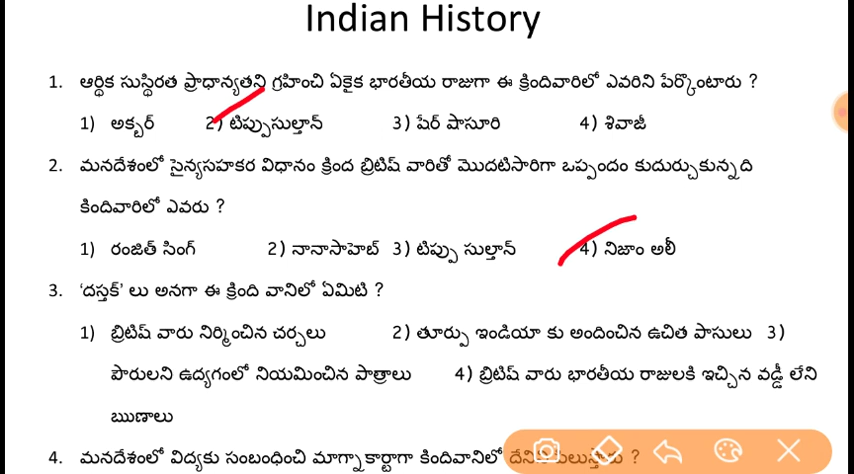 Indian History
1. ఆర్థిక సుస్థిరత ప్రాధాన్యతని గ్రహించి ఏకైక భారతీయ రాజుగా ఈ క్రిందివారిలో ఎవరిని పేర్కొంటారు ?
1) అక్బర్ 2) టిప్పుసుల్తాన్ 3) షేర్ షాసూరి 4) శివాజీ
2. మనదేశంలో సైన్యసహకర విధానం క్రింద బ్రిటిష్ వారితో మొదటిసారిగా ఒప్పందం కుదుర్చుకున్నది
కిందివారిలో ఎవరు ?
1) రంజిత్ సింగ్ 2) నానాసాహెబ్ 3) టిప్పు సుల్తాన్ 4) నిజాం అలీ
3. ‘దస్తక్’ లు అనగా ఈ క్రింది వానిలో ఏమిటి ?
1) బ్రిటిష్ వారు నిర్మించిన చర్చలు 2) తూర్పు ఇండియా కు అందించిన ఉచిత పాసులు 3)
పౌరులని ఉద్యగంలో నియమించిన పాత్రాలు 4) బ్రిటిష్ వారు భారతీయ రాజులకి ఇచ్చిన వడ్డీ లేని
ఋణాలు
4. మనదేశంలో విద్యకు సంబంధించి మాగ్నాకార్టాగా కిందివానిలో ?